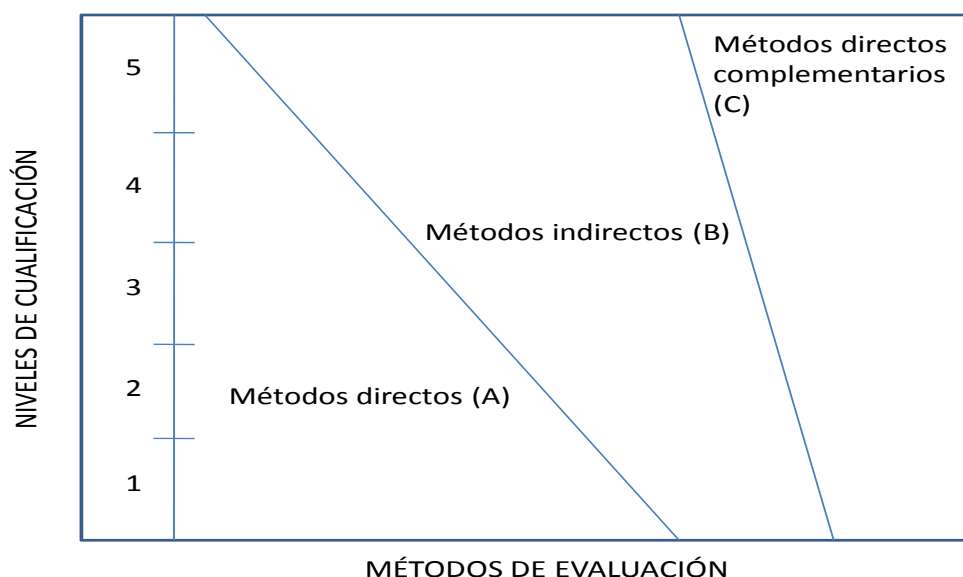 NIVELES DE CUALIFICACIÓN
5
4
3
2
1
Métodos directos
complementarios
(C)
Métodos indirectos (B)
Métodos directos (A)
MÉTODOS DE EVALUACIÓN